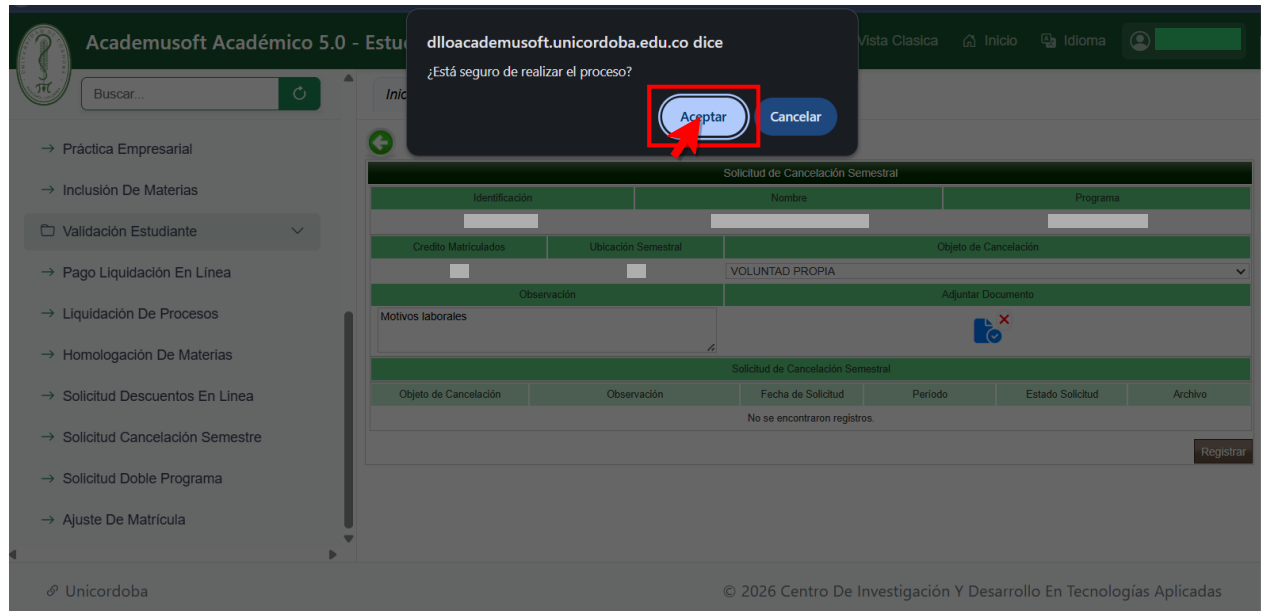 Academusoft Académico 5.0 - Estu
Vista Clasica
Inicio
Idioma
dlloacademusoft.unicordoba.edu.co dice
¿Está seguro de realizar el proceso?
Aceptar
Cancelar
Buscar...
Práctica Empresarial
Inclusión De Materias
Validación Estudiante
Pago Liquidación En Línea
Liquidación De Procesos
Homologación De Materias
Solicitud Descuentos En Linea
Solicitud Cancelación Semestre
Solicitud Doble Programa
Ajuste De Matrícula
Solicitud de Cancelación Semestral
Identificación Nombre Programa
Credito Matriculados Ubicación Semestral Objeto de Cancelación
VOLUNTAD PROPIA
Observación Adjuntar Documento
Motivos laborales
Solicitud de Cancelación Semestral
Objeto de Cancelación Observación Fecha de Solicitud Período Estado Solicitud Archivo
No se encontraron registros.
Registrar
Unicordoba
© 2026 Centro De Investigación Y Desarrollo En Tecnologías Aplicadas